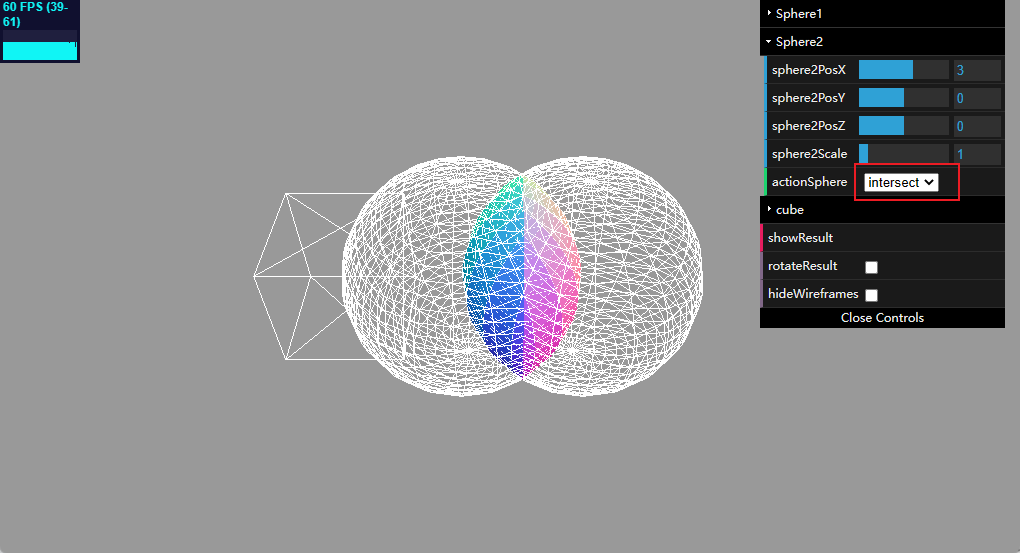 60 FPS (39-
61)
Sphere1
Sphere2
sphere2PosX 3
sphere2PosY 0
sphere2PosZ 0
sphere2Scale 1
actionSphere intersect
cube
showResult
rotateResult
hideWireframes
Close Controls